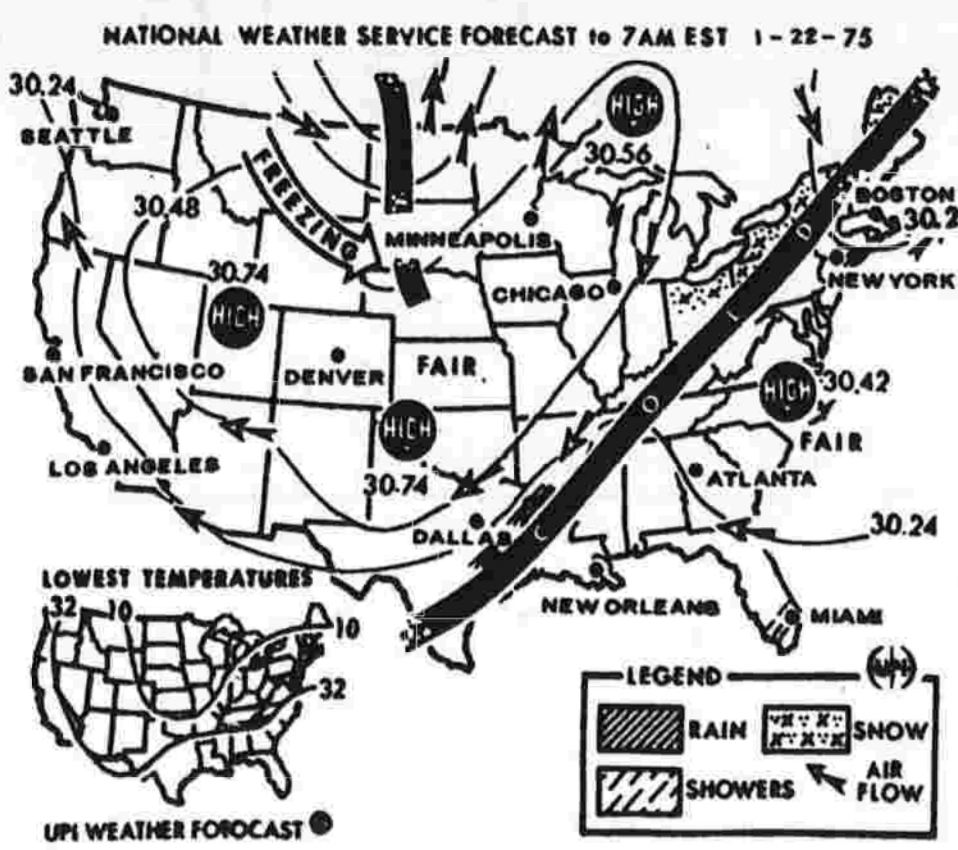 NATIONAL WEATHER SERVICE FORECAST to 7AM EST 1-22-75
30.24
SEATTLE
HIGH
30.56
FREEZING
30.48
MINNEAPOLIS
BOSTON
30.2
30.74
HIGH
CHICAGO
NEW YORK
COLD
SAN FRANCISCO
DENVER
FAIR
HIGH
30.42
FAIR
HIGH
30.74
LOS ANGELES
ATLANTA
DALLAS
30.24
NEW ORLEANS
MIAMI
LOWEST TEMPERATURES
32
10
10
32
UPI WEATHER FOTOCAST
UPI
LEGEND
RAIN
SNOW
SHOWERS
AIR
FLOW